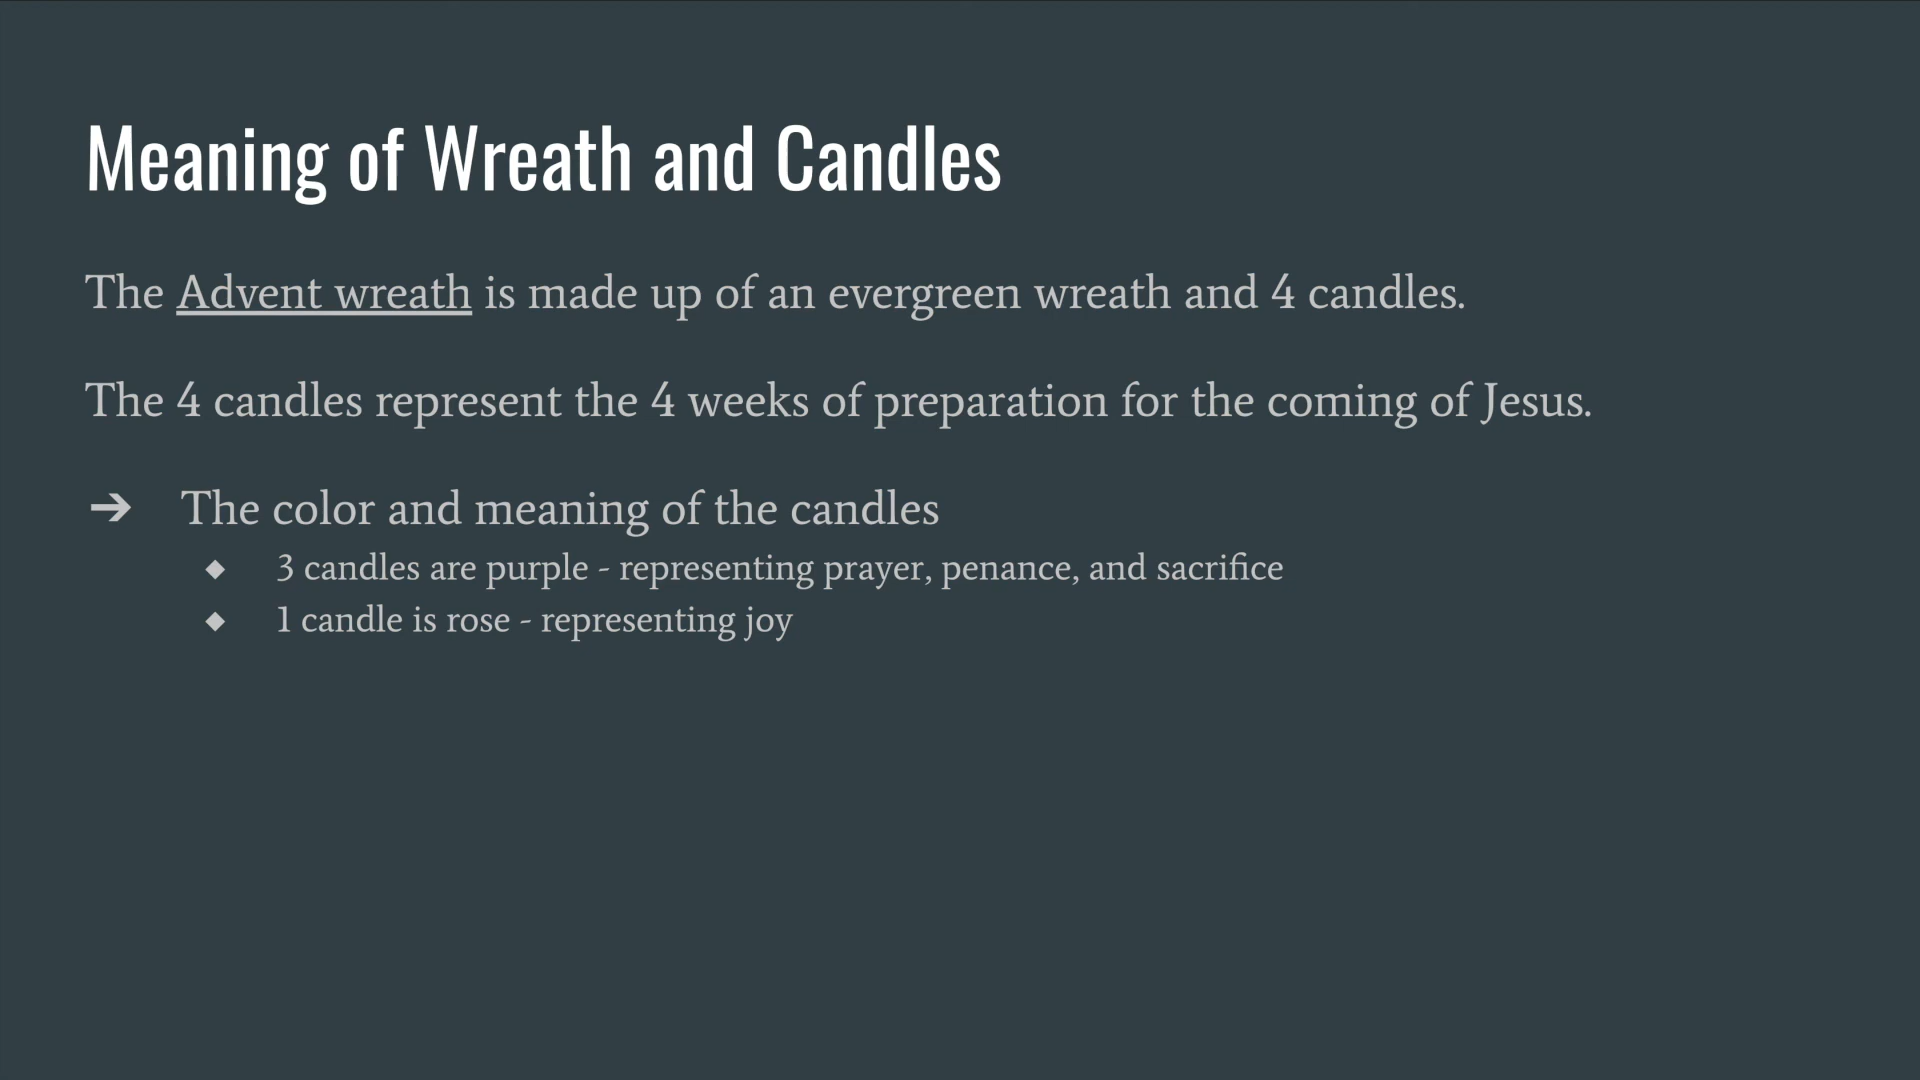 Meaning of Wreath and Candles
The Advent wreath is made up of an evergreen wreath and 4 candles.
The 4 candles represent the 4 weeks of preparation for the coming of Jesus.
➔ The color and meaning of the candles
◆ 3 candles are purple - representing prayer, penance, and sacrifice
◆ 1 candle is rose - representing joy